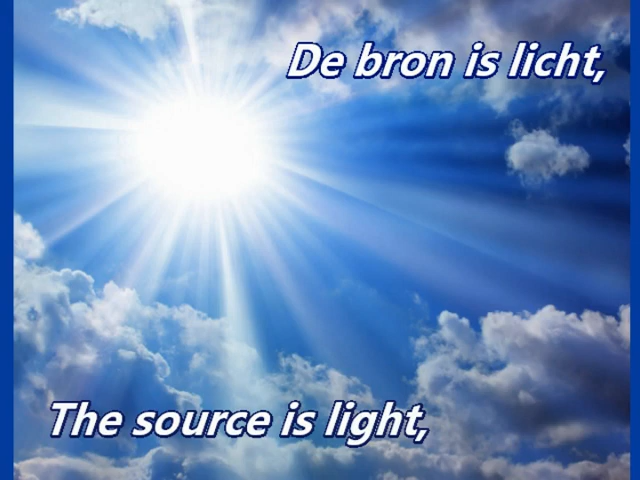 De bron is licht,
The source is light,